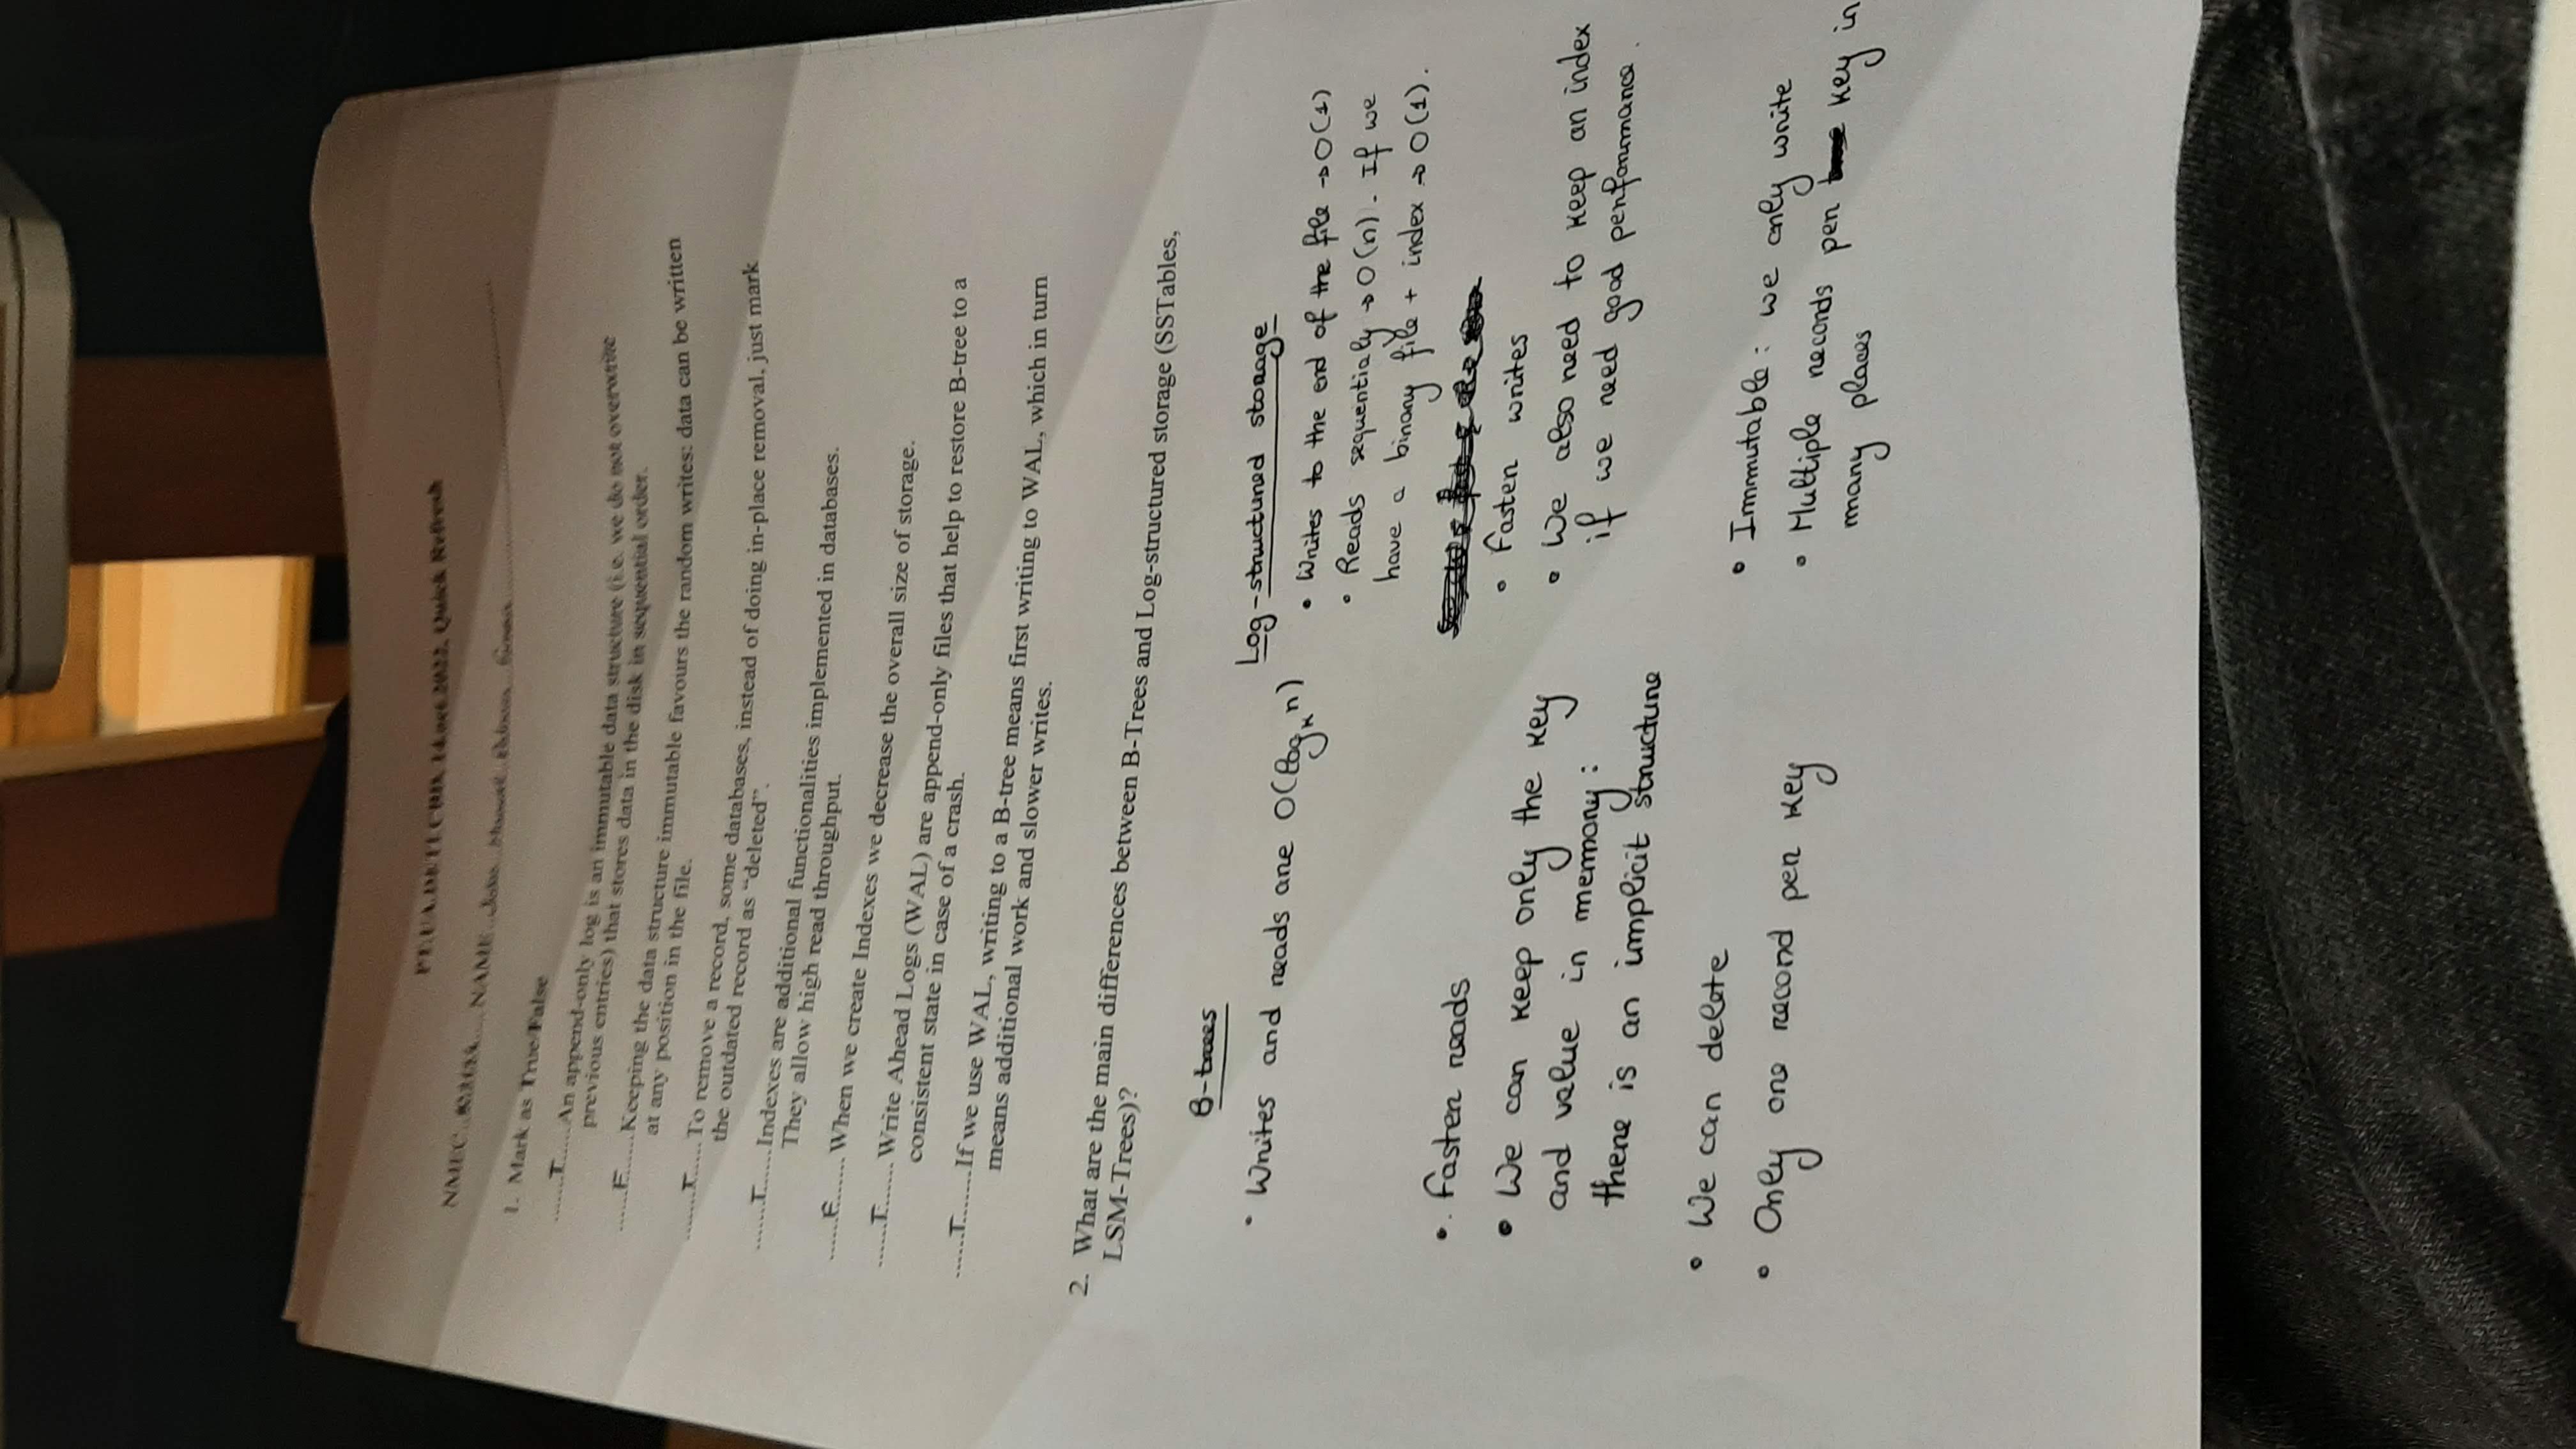 PT.UA.DETI.CBD, 14.oct.2022, Quick Refresh
NMEC NAME
1. Mark as True/False
T An append-only log is an immutable data structure (i.e. we do not overwrite
previous entries) that stores data in the disk in sequential order.
F Keeping the data structure immutable favours the random writes: data can be written
at any position in the file.
T To remove a record, some databases, instead of doing in-place removal, just mark
the outdated record as “deleted”.
T Indexes are additional functionalities implemented in databases.
They allow high read throughput.
F When we create Indexes we decrease the overall size of storage.
T Write Ahead Logs (WAL) are append-only files that help to restore B-tree to a
consistent state in case of a crash.
T If we use WAL, writing to a B-tree means first writing to WAL, which in turn
means additional work and slower writes.
2. What are the main differences between B-Trees and Log-structured storage (SSTables,
LSM-Trees)?
B-trees
• Writes and reads are O(logₖ n)
• Faster reads
• We can keep only the key
and value in memory:
there is an implicit structure
• We can delete
• Only one record per key
Log-structured storage
• Writes to the end of the file → O(1)
• Reads sequentialy → O(n). If we
have a binary file + index → O(1).
• Faster writes
• We also need to keep an index
if we need good performance.
• Immutable: we only write
• Multiple records per key in
many places